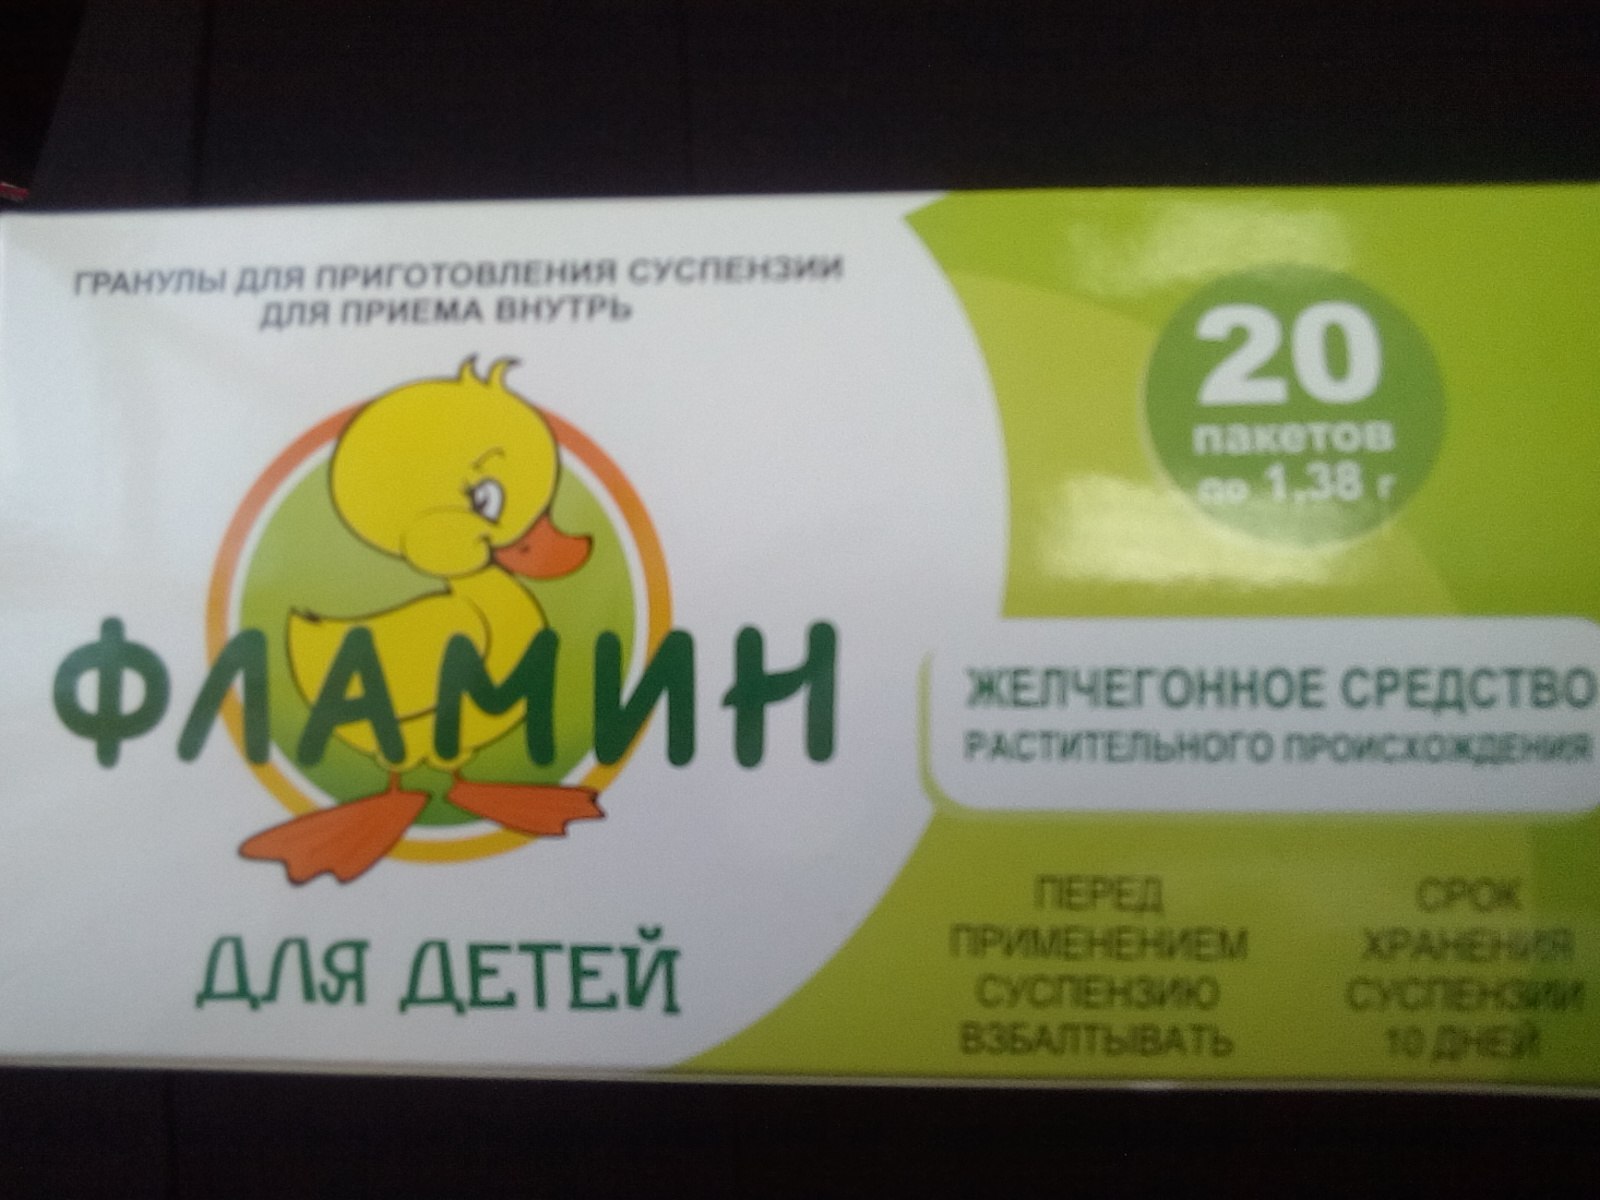 ГРАНУЛЫ ДЛЯ ПРИГОТОВЛЕНИЯ СУСПЕНЗИИ
ДЛЯ ПРИЕМА ВНУТРЬ
ФЛАМИН
ДЛЯ ДЕТЕЙ
20
пакетов
по 1,38 г
ЖЕЛЧЕГОННОЕ СРЕДСТВО
РАСТИТЕЛЬНОГО ПРОИСХОЖДЕНИЯ
ПЕРЕД
ПРИМЕНЕНИЕМ
СУСПЕНЗИЮ
ВЗБАЛТЫВАТЬ
СРОК
ХРАНЕНИЯ
СУСПЕНЗИИ
10 ДНЕЙ